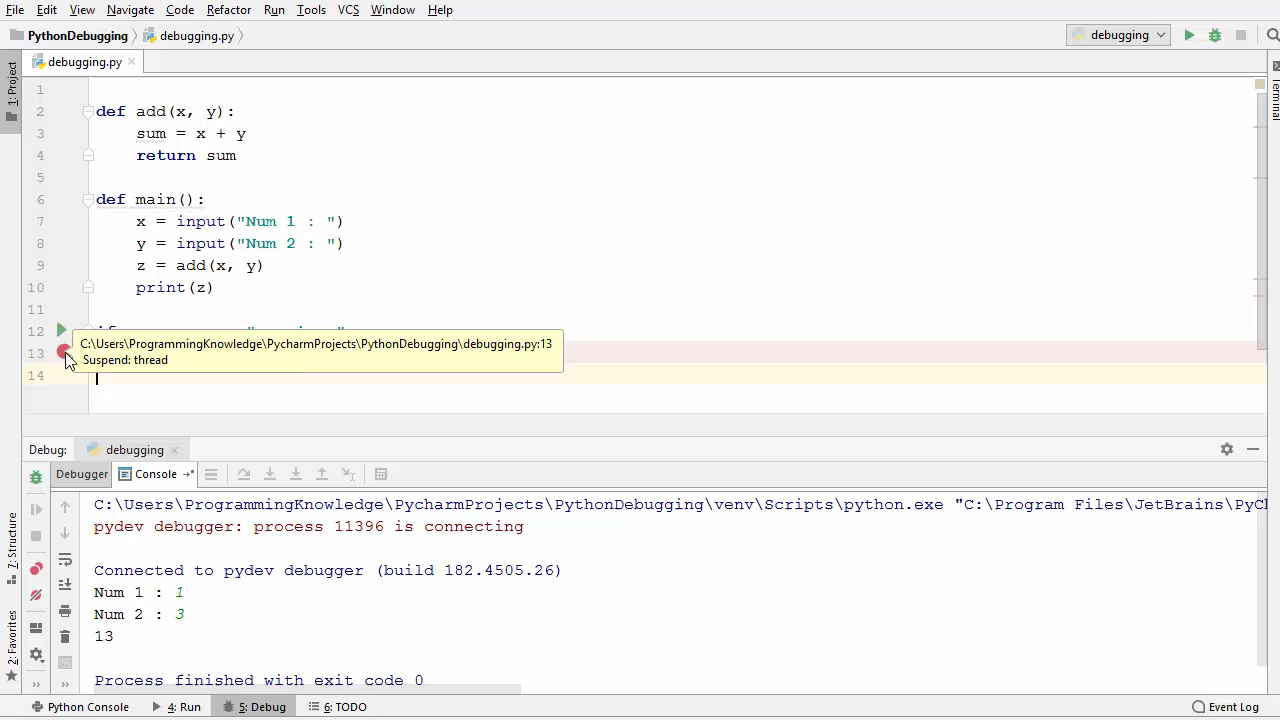 File Edit View Navigate Code Refactor Run Tools VCS Window Help
PythonDebugging debugging.py debugging
1: Project
debugging.py
Terminal
1
2 def add(x, y):
3 sum = x + y
4 return sum
5
6 def main():
7 x = input("Num 1 : ")
8 y = input("Num 2 : ")
9 z = add(x, y)
10 print(z)
11
12
13
C:\Users\ProgrammingKnowledge\PycharmProjects\PythonDebugging\debugging.py:13
Suspend: thread
14
Debug: debugging
Debugger Console
C:\Users\ProgrammingKnowledge\PycharmProjects\PythonDebugging\venv\Scripts\python.exe "C:\Program Files\JetBrains\PyCh
pydev debugger: process 11396 is connecting
Connected to pydev debugger (build 182.4505.26)
Num 1 : 1
Num 2 : 3
13
Process finished with exit code 0
7: Structure
2: Favorites
Python Console 4: Run 5: Debug 6: TODO Event Log